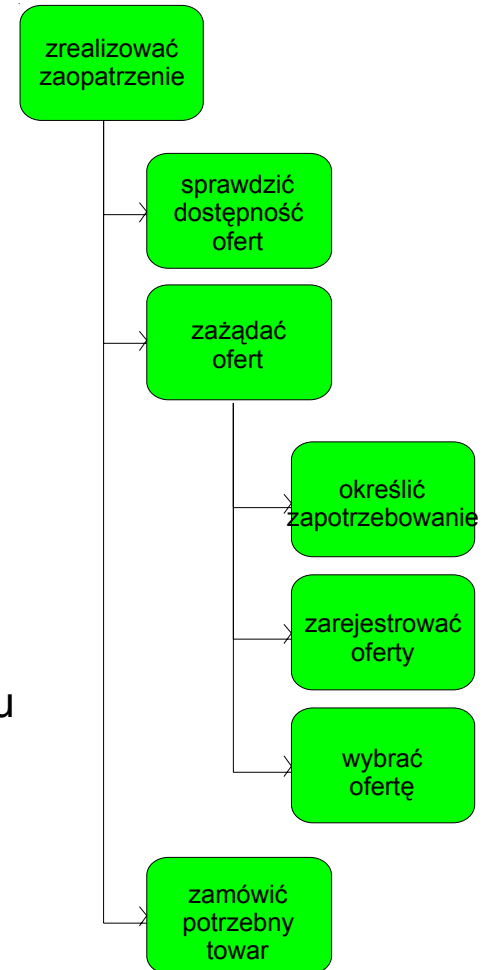 zrealizować
zaopatrzenie
sprawdzić
dostępność
ofert
zażądać
ofert
określić
zapotrzebowanie
zarejestrować
oferty
u
wybrać
ofertę
zamówić
potrzebny
towar